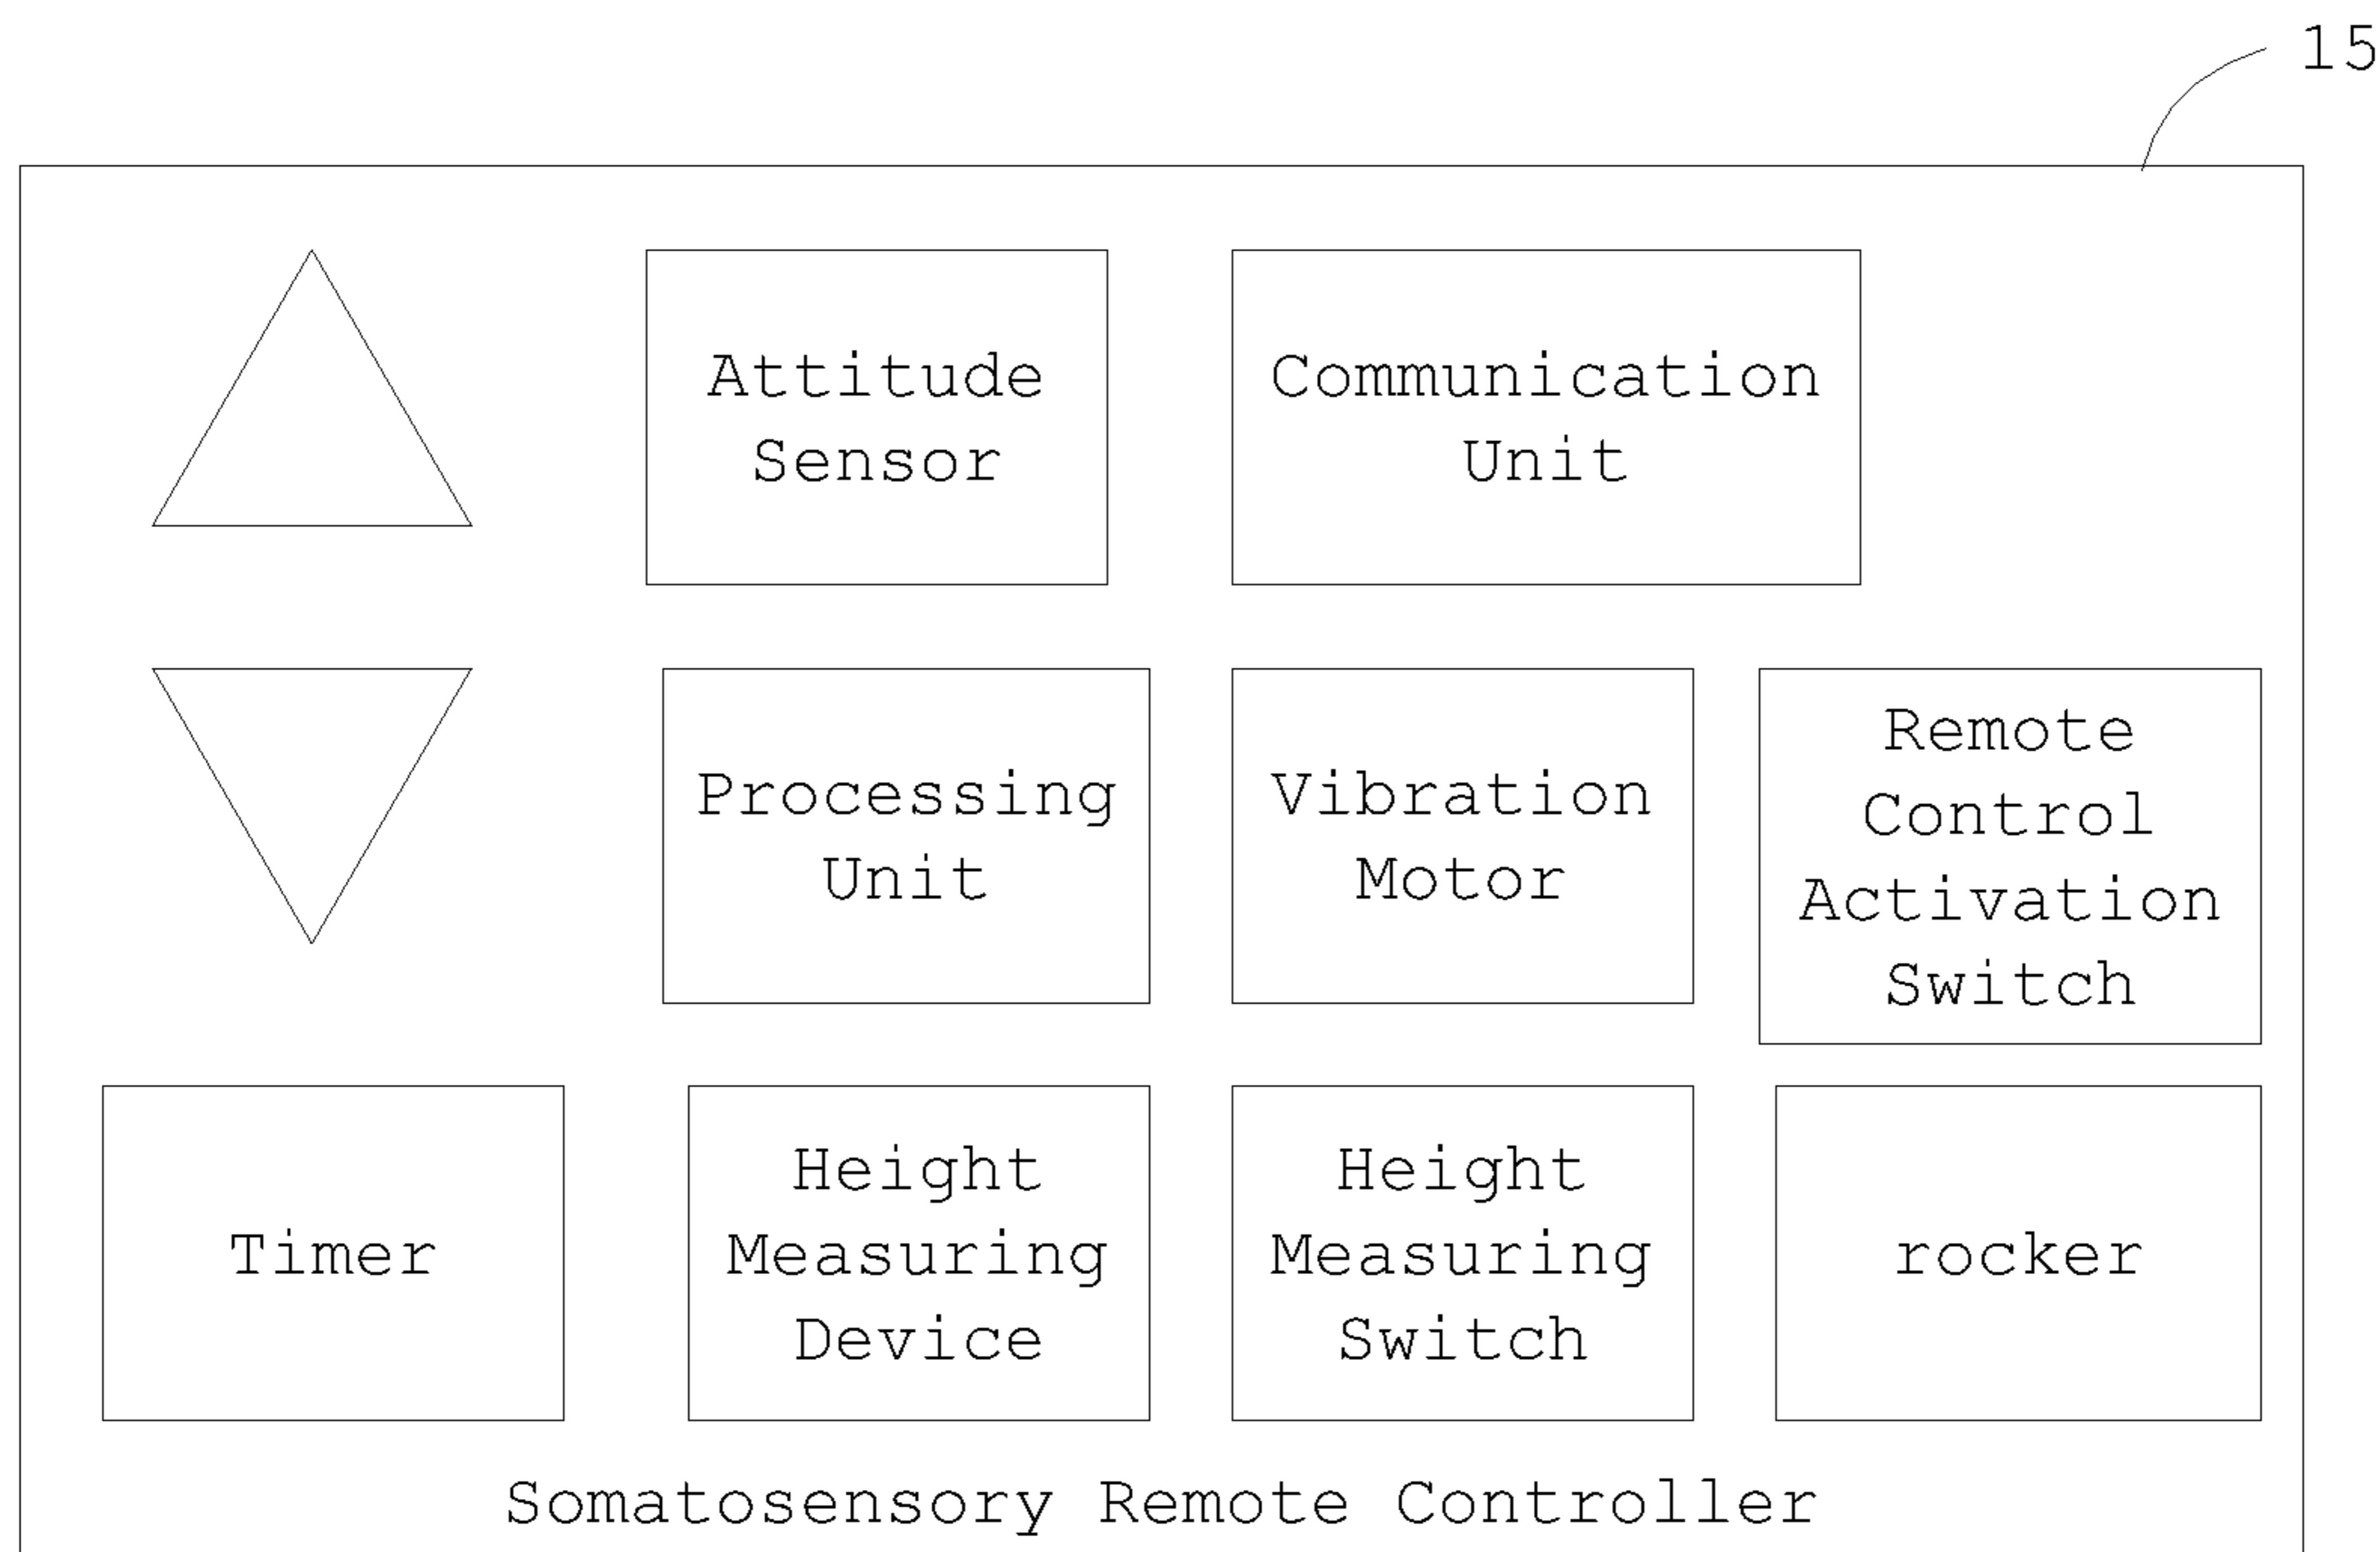 15
Attitude
Sensor
Communication
Unit
Processing
Unit
Vibration
Motor
Remote
Control
Activation
Switch
Timer
Height
Measuring
Device
Height
Measuring
Switch
rocker
Somatosensory Remote Controller